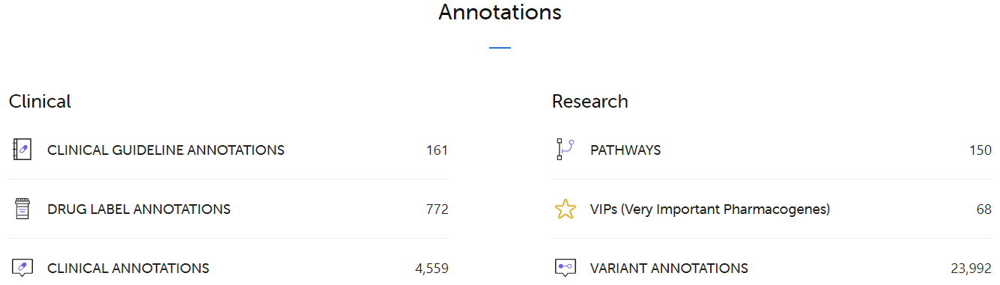 Annotations
Clinical
CLINICAL GUIDELINE ANNOTATIONS 161
DRUG LABEL ANNOTATIONS 772
CLINICAL ANNOTATIONS 4,559
Research
PATHWAYS 150
VIPs (Very Important Pharmacogenes) 68
VARIANT ANNOTATIONS 23,992